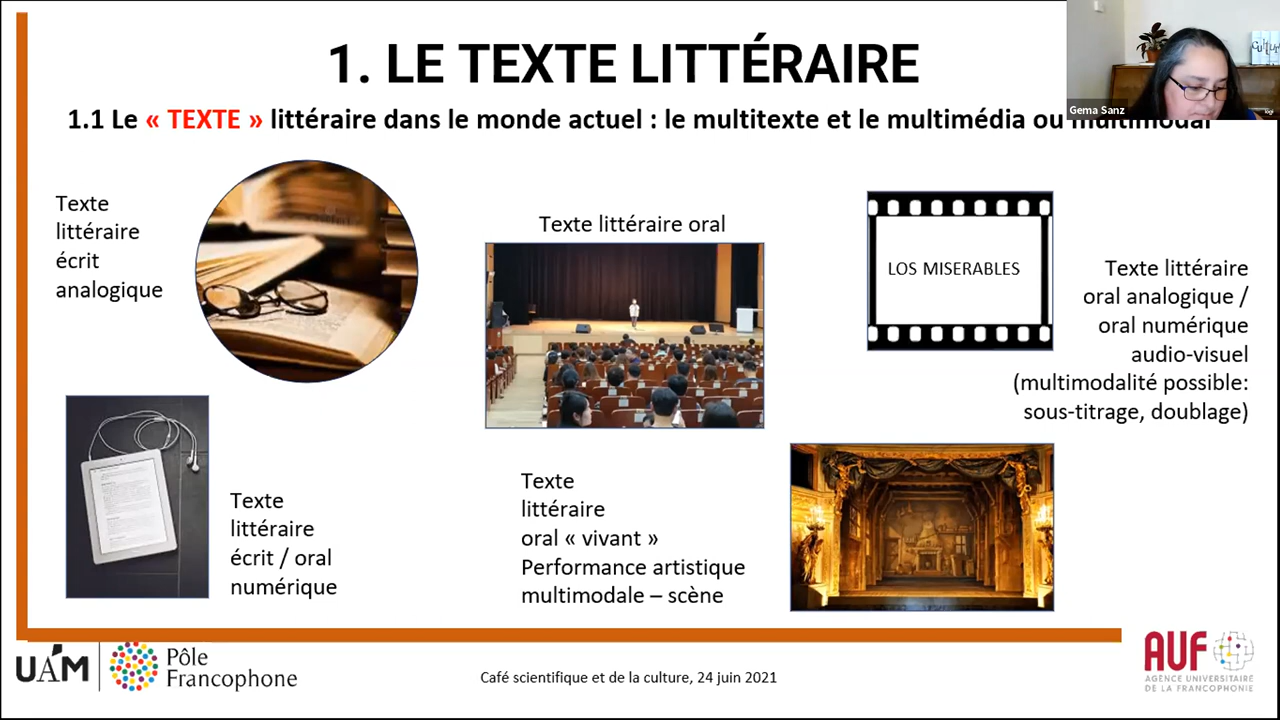 1. LE TEXTE LITTÉRAIRE
Gema Sanz
1.1 Le « TEXTE » littéraire dans le monde actuel : le multitexte et le multimédia ou multimodal
Texte
littéraire
écrit
analogique
Texte littéraire oral
LOS MISERABLES
Texte littéraire
oral analogique /
oral numérique
audio-visuel
(multimodalité possible:
sous-titrage, doublage)
Texte
littéraire
écrit / oral
numérique
Texte
littéraire
oral « vivant »
Performance artistique
multimodale – scène
UAM
Pôle
Francophone
Café scientifique et de la culture, 24 juin 2021
AUF
AGENCE UNIVERSITAIRE
DE LA FRANCOPHONIE